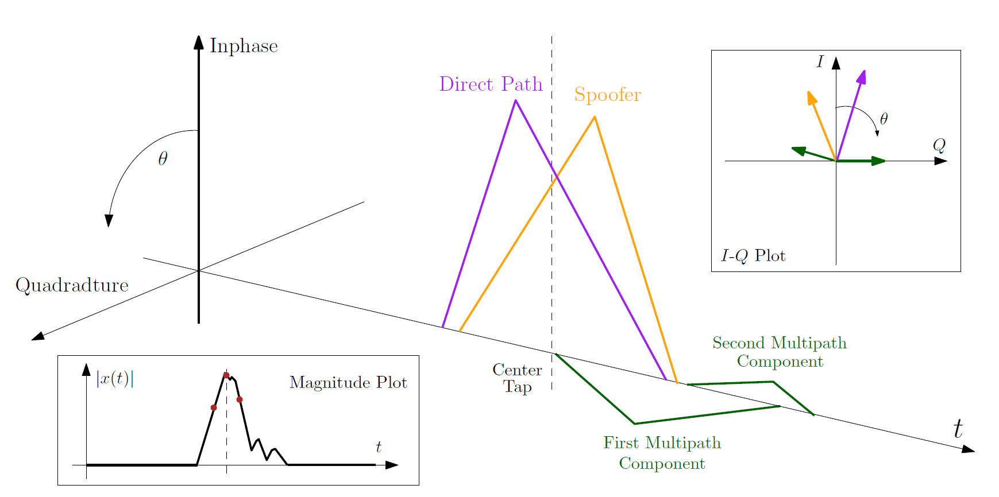 Inphase
Direct Path
Spoofer
I
θ
Q
I-Q Plot
θ
Quadradture
Second Multipath
Component
Center
Tap
|x(t)|
Magnitude Plot
t
t
First Multipath
Component